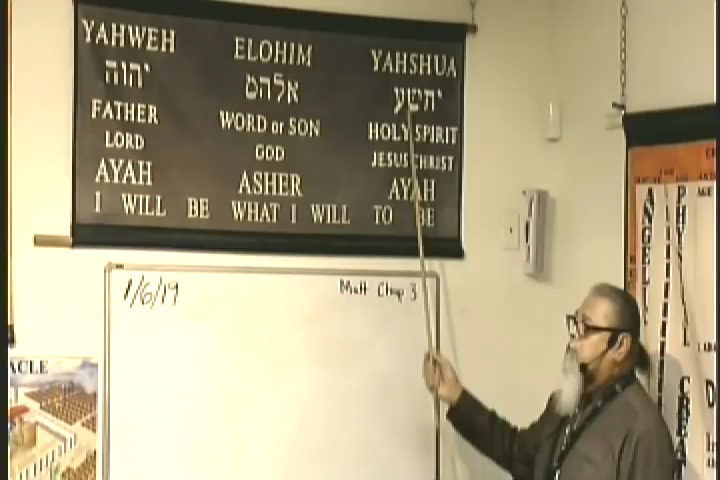 YAHWEH
יהוה
FATHER
LORD
AYAH
ELOHIM
אלהם
WORD or SON
GOD
ASHER
YAHSHUA
יהשע
HOLY SPIRIT
JESUS CHRIST
AYAH
I WILL BE WHAT I WILL TO BE
1/6/19
Matt Chap 3
ACLE